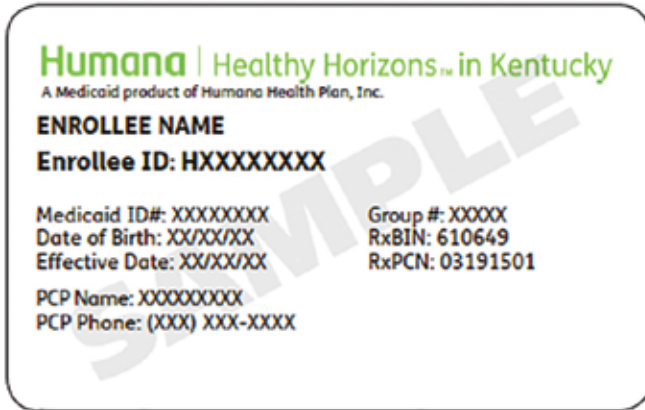 Humana | Healthy Horizons™ in Kentucky
A Medicaid product of Humana Health Plan, Inc.
ENROLLEE NAME
Enrollee ID: HXXXXXXXX
Medicaid ID#: XXXXXXXX
Date of Birth: XX/XX/XX
Effective Date: XX/XX/XX
Group #: XXXXX
RxBIN: 610649
RxPCN: 03191501
PCP Name: XXXXXXXXX
PCP Phone: (XXX) XXX-XXXX
SAMPLE